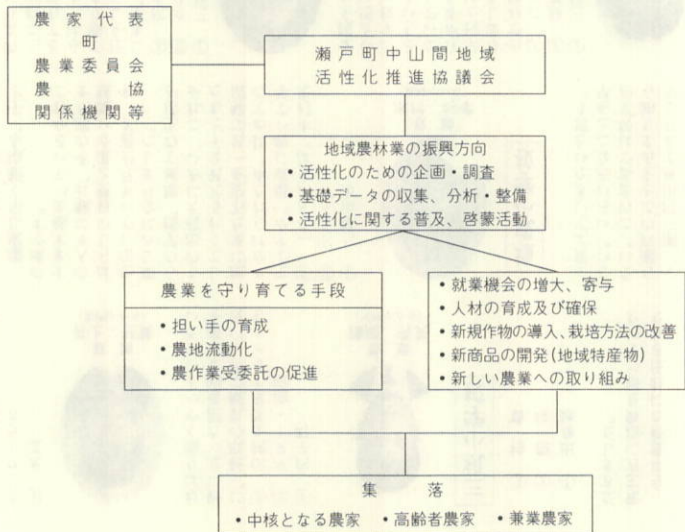 農家代表
町
農業委員会
農協
関係機関等
瀬戸町中山間地域
活性化推進協議会
地域農林業の振興方向
・活性化のための企画・調査
・基礎データの収集、分析・整備
・活性化に関する普及、啓蒙活動
農業を守り育てる手段
・担い手の育成
・農地流動化
・農作業受委託の促進
・就業機会の増大、寄与
・人材の育成及び確保
・新規作物の導入、栽培方法の改善
・新商品の開発(地域特産物)
・新しい農業への取り組み
集落
・中核となる農家 ・高齢者農家 ・兼業農家